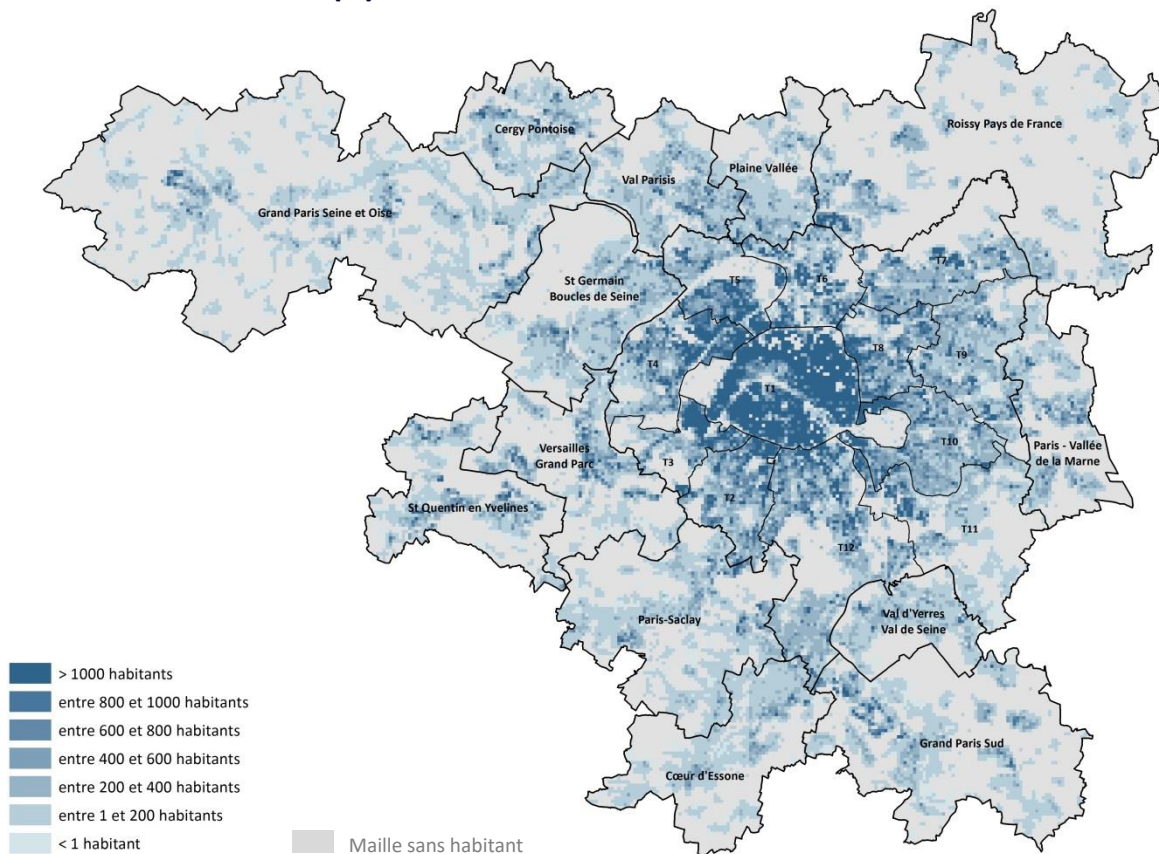 Cergy Pontoise
Roissy Pays de France
Val Parisis
Plaine Vallée
Grand Paris Seine et Oise
T7
T5
T6
St Germain
Boucles de Seine
T8
T9
T4
T1
T10
Versailles
Grand Parc
Paris - Vallée
de la Marne
T3
T2
St Quentin en Yvelines
T11
T12
Paris-Saclay
Val d'Yerres
Val de Seine
Grand Paris Sud
Cœur d'Essone
> 1000 habitants
entre 800 et 1000 habitants
entre 600 et 800 habitants
entre 400 et 600 habitants
entre 200 et 400 habitants
entre 1 et 200 habitants
< 1 habitant
Maille sans habitant